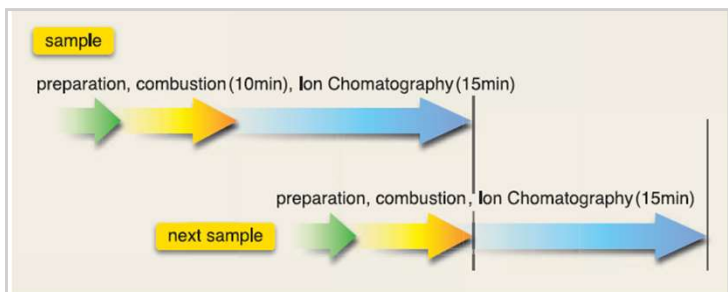 sample
preparation, combustion(10min), Ion Chomatography(15min)
preparation, combustion, Ion Chomatography(15min)
next sample